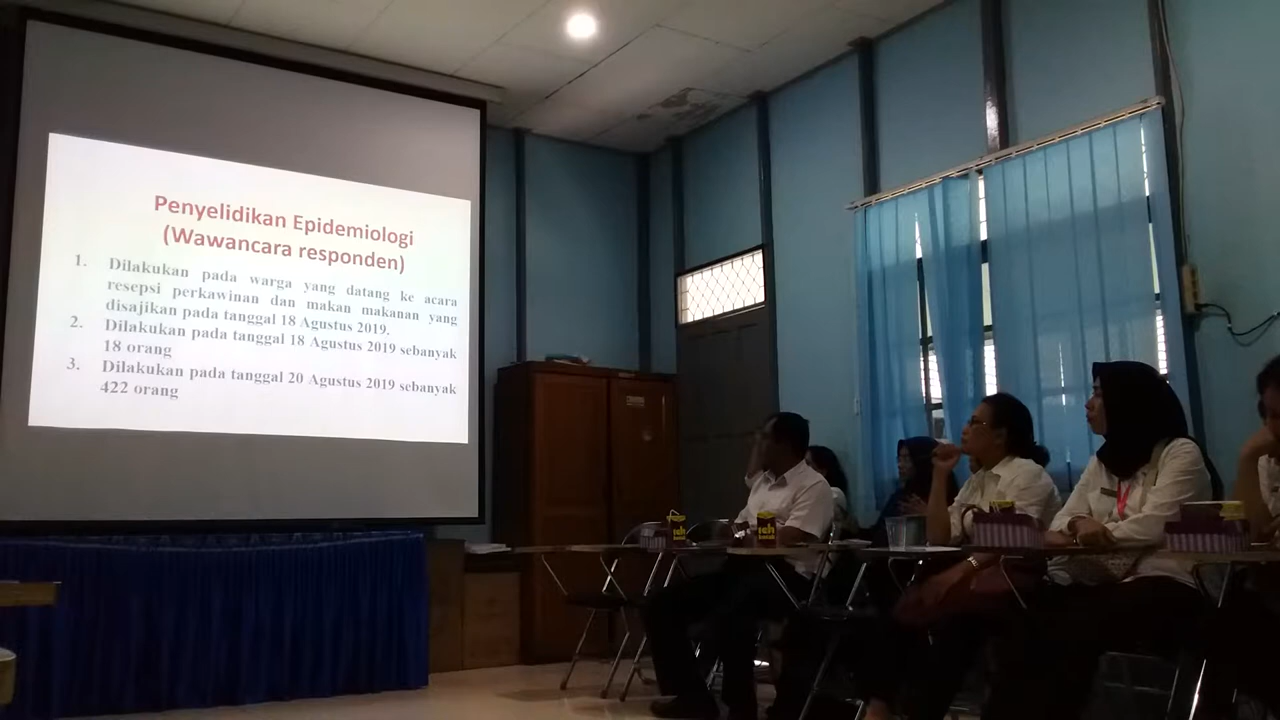 Penyelidikan Epidemiologi
(Wawancara responden)
1. Dilakukan pada warga yang datang ke acara
resepsi perkawinan dan makan makanan yang
disajikan pada tanggal 18 Agustus 2019.
2. Dilakukan pada tanggal 18 Agustus 2019 sebanyak
18 orang
3. Dilakukan pada tanggal 20 Agustus 2019 sebanyak
422 orang